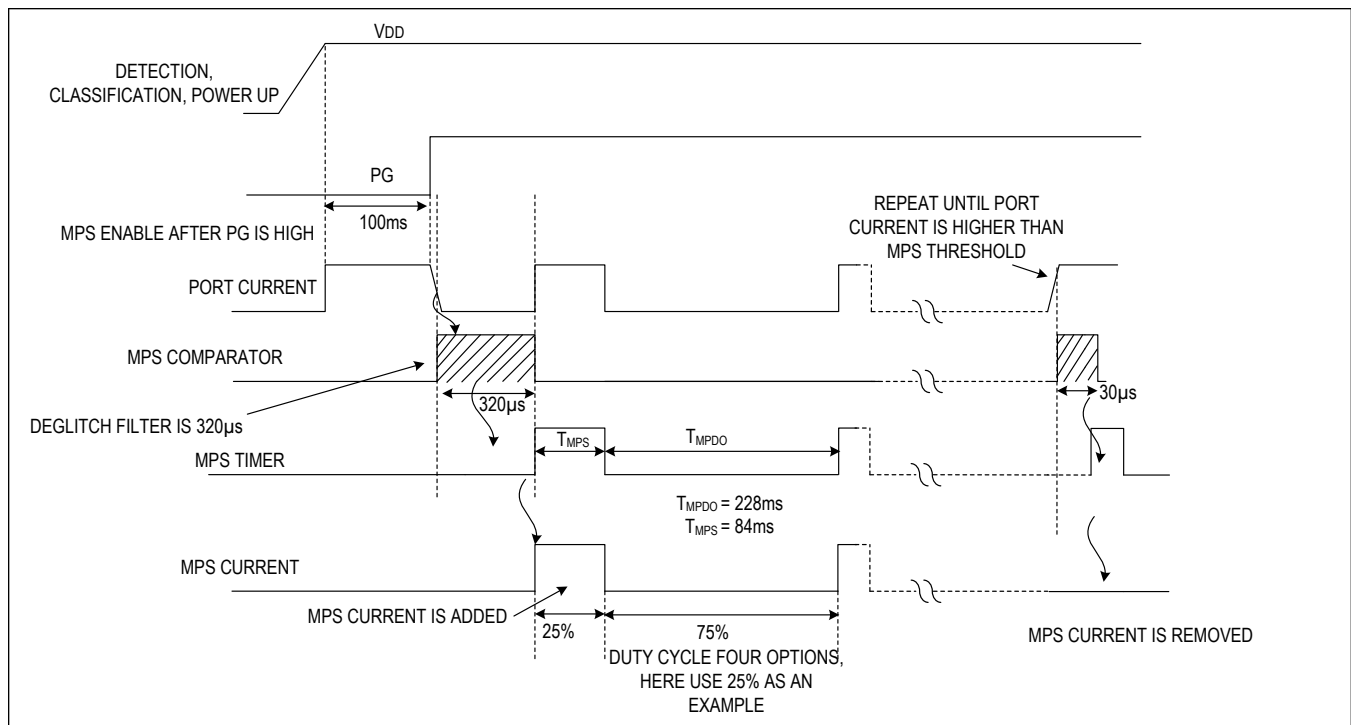 VDD
DETECTION,
CLASSIFICATION, POWER UP
PG
100ms
MPS ENABLE AFTER PG IS HIGH
REPEAT UNTIL PORT
CURRENT IS HIGHER THAN
MPS THRESHOLD
PORT CURRENT
MPS COMPARATOR
320µs
30µs
DEGLITCH FILTER IS 320µs
TMPS
TMPDO
MPS TIMER
TMPDO = 228ms
TMPS = 84ms
MPS CURRENT
MPS CURRENT IS ADDED
25%
75%
MPS CURRENT IS REMOVED
DUTY CYCLE FOUR OPTIONS,
HERE USE 25% AS AN
EXAMPLE